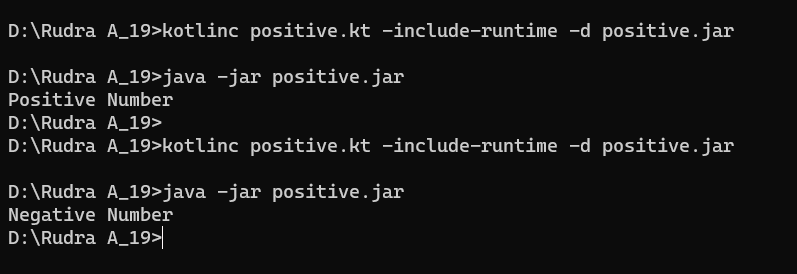 D:\Rudra A_19>kotlinc positive.kt -include-runtime -d positive.jar
D:\Rudra A_19>java -jar positive.jar
Positive Number
D:\Rudra A_19>
D:\Rudra A_19>kotlinc positive.kt -include-runtime -d positive.jar
D:\Rudra A_19>java -jar positive.jar
Negative Number
D:\Rudra A_19>